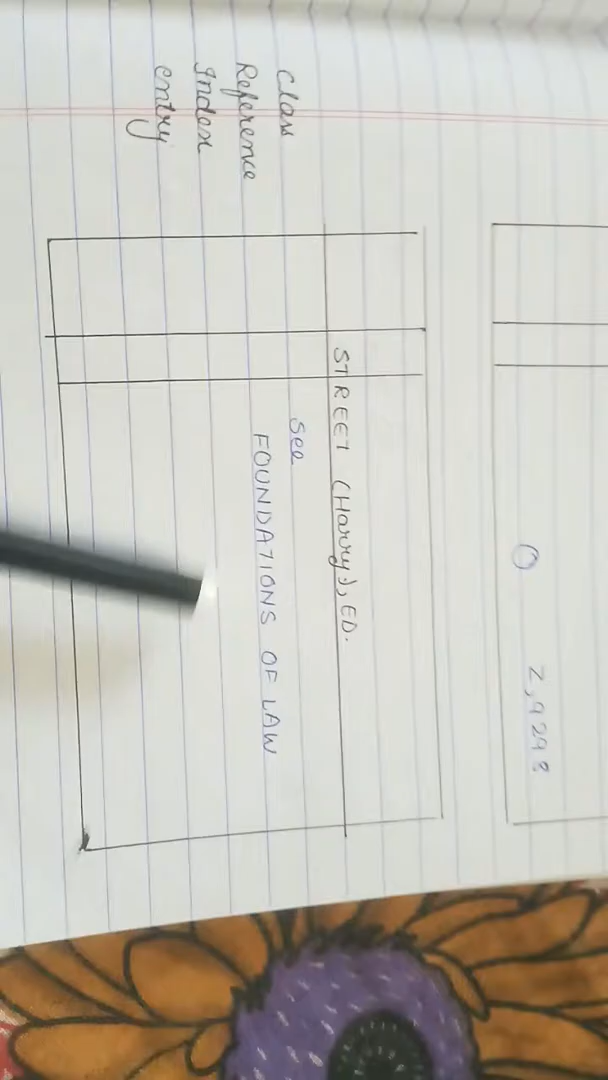 Z,9298
Class
Reference
Index
entry
STREET (Harry), ED.
See
FOUNDATIONS OF LAW